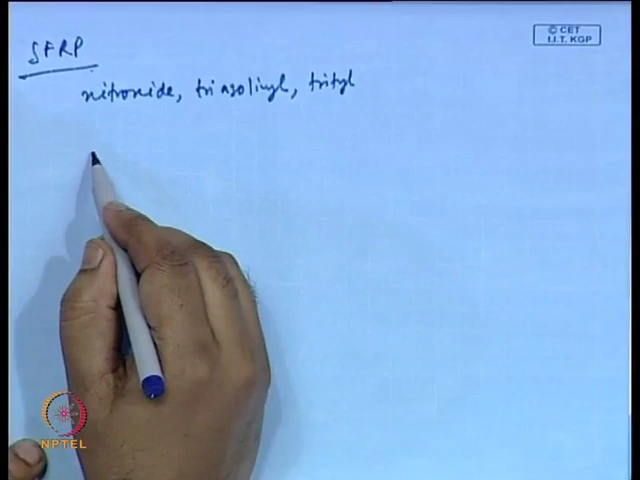 SFRP
© CET
I.I.T. KGP
nitroxide, triazolinyl, trityl
NPTEL